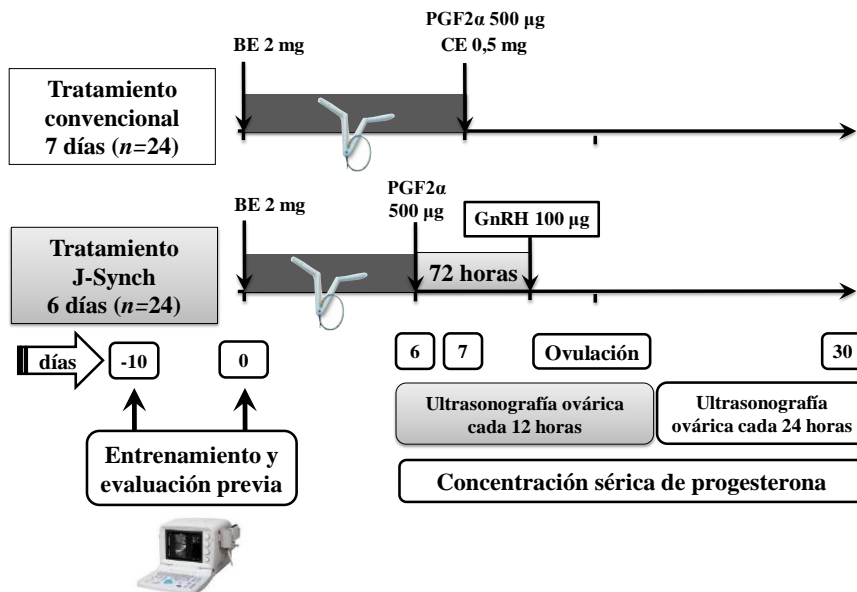 PGF2α 500 µg
BE 2 mg
CE 0,5 mg
Tratamiento
convencional
7 días (n=24)
PGF2α
500 µg
BE 2 mg
GnRH 100 µg
Tratamiento
J-Synch
6 días (n=24)
72 horas
días
-10
0
6
7
Ovulación
30
Ultrasonografía ovárica
cada 12 horas
Ultrasonografía
ovárica cada 24 horas
Entrenamiento y
evaluación previa
Concentración sérica de progesterona